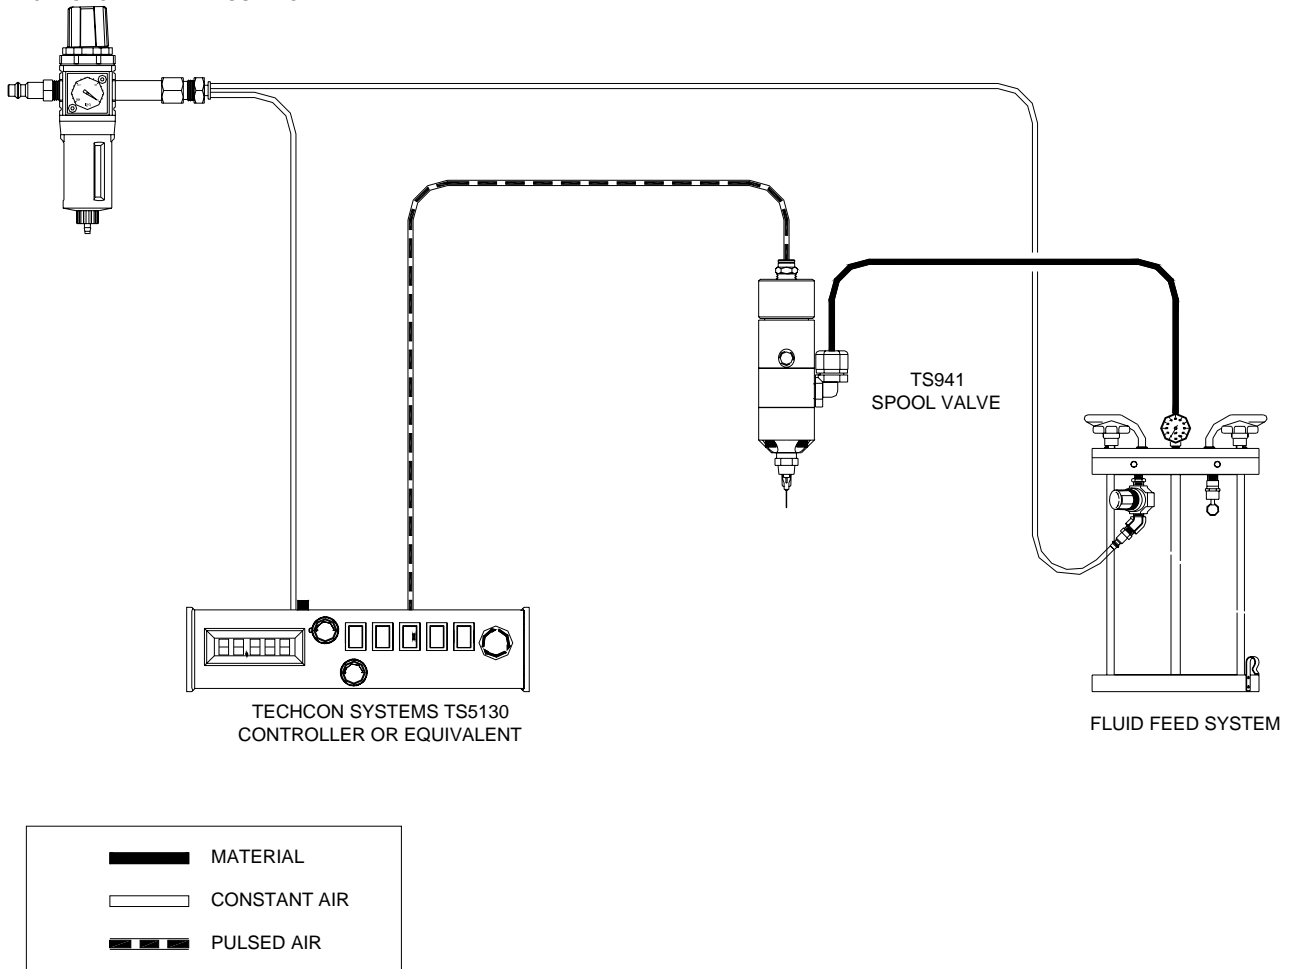 TS941
SPOOL VALVE
TECHCON SYSTEMS TS5130
CONTROLLER OR EQUIVALENT
FLUID FEED SYSTEM
MATERIAL
CONSTANT AIR
PULSED AIR